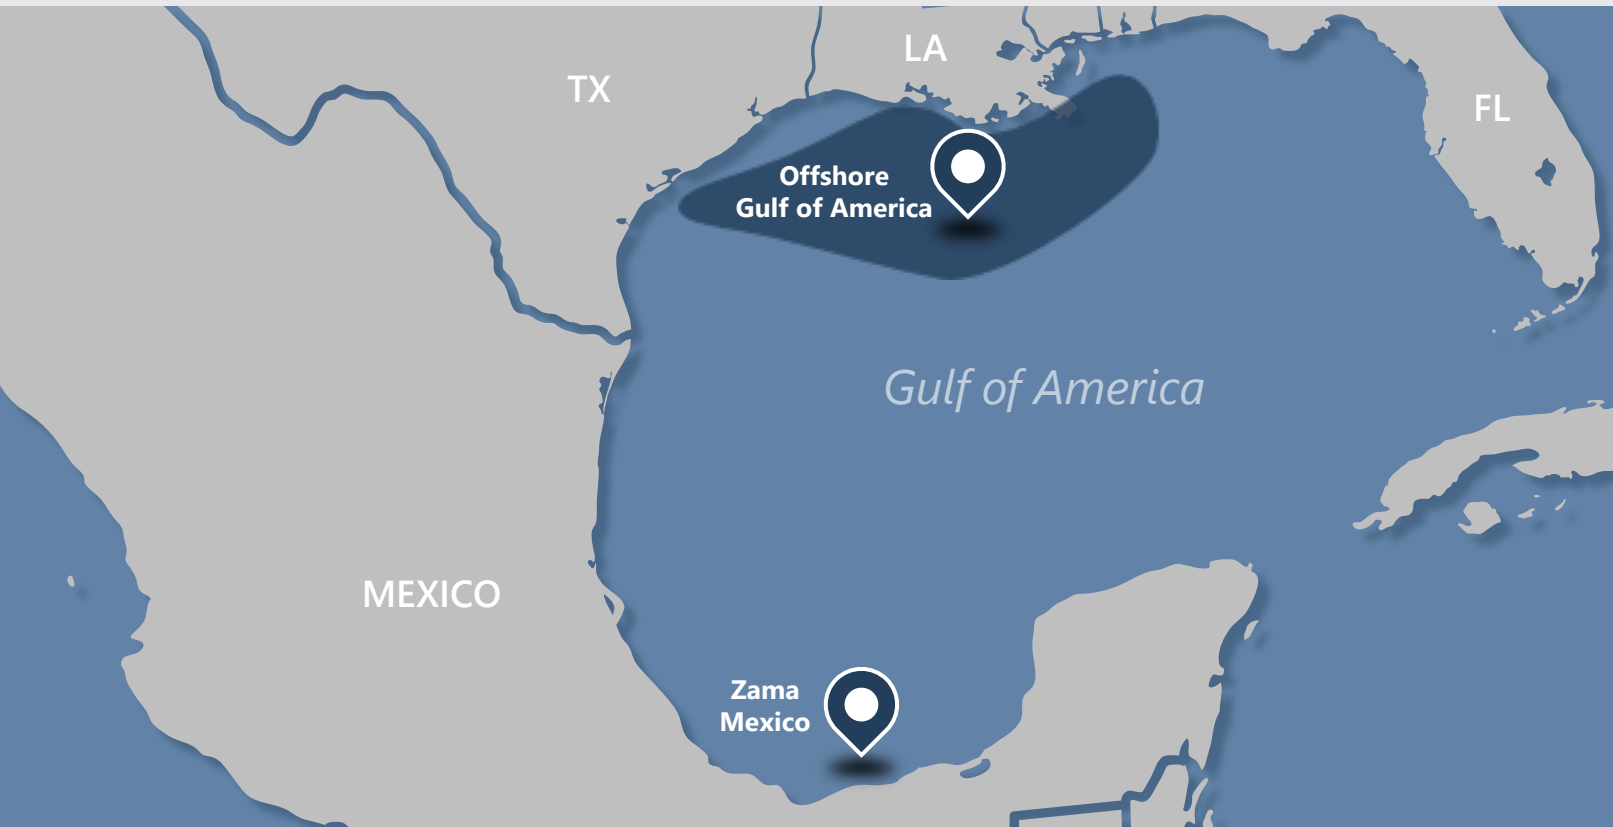 LA
TX
FL
Offshore
Gulf of America
Gulf of America
MEXICO
Zama
Mexico